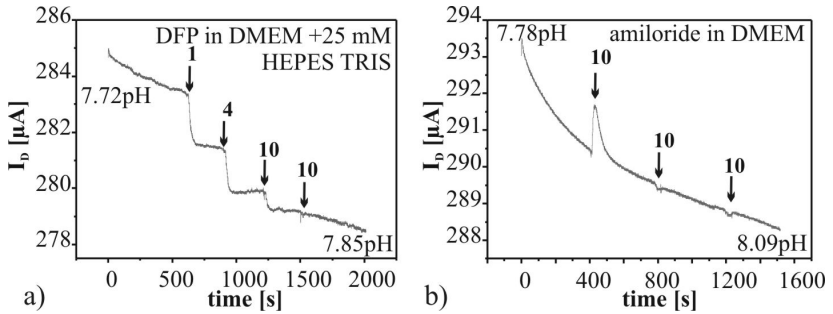 DFP in DMEM +25 mM
HEPES TRIS
286
284
282
280
278
I_D [µA]
7.72pH
1
4
10
10
7.85pH
0
500
1000
1500
2000
time [s]
a)
294
293
292
291
290
289
288
I_D [µA]
7.78pH
amiloride in DMEM
10
10
10
8.09pH
0
400
800
1200
1600
time [s]
b)